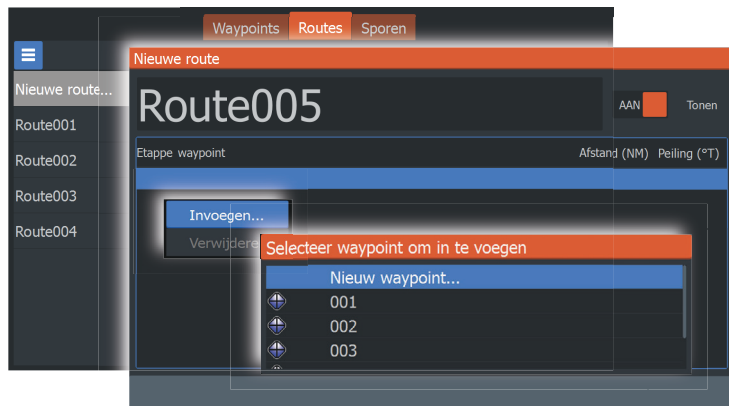 Waypoints Routes Sporen
Nieuwe route
Nieuwe route...
Route005
AAN Tonen
Route001
Etappe waypoint Afstand (NM) Peiling (°T)
Route002
Route003
Invoegen...
Route004
Verwijdere
Selecteer waypoint om in te voegen
Nieuw waypoint...
001
002
003